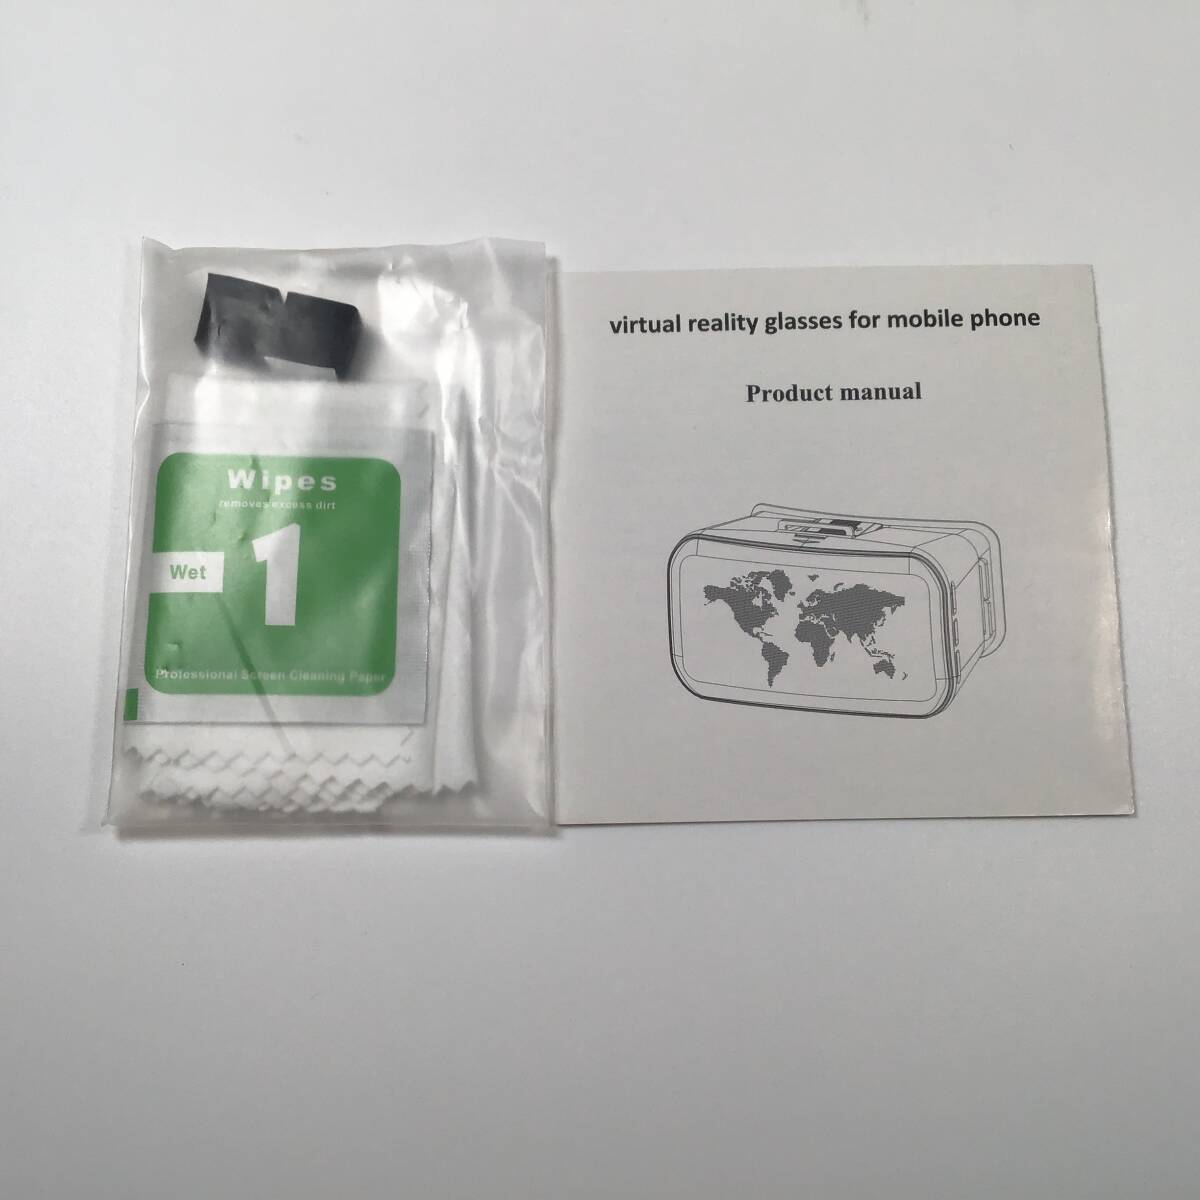 Wipes
removes excess dirt
Wet
1
Professional Screen Cleaning Paper
virtual reality glasses for mobile phone
Product manual